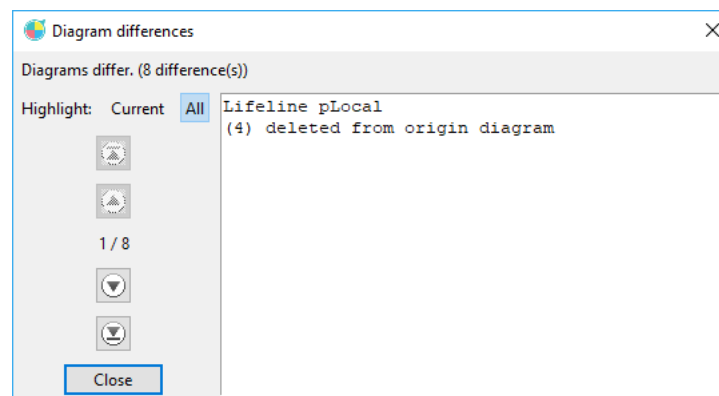 Diagram differences
Diagrams differ. (8 difference(s))
Highlight: Current All
Lifeline pLocal
(4) deleted from origin diagram
1 / 8
Close